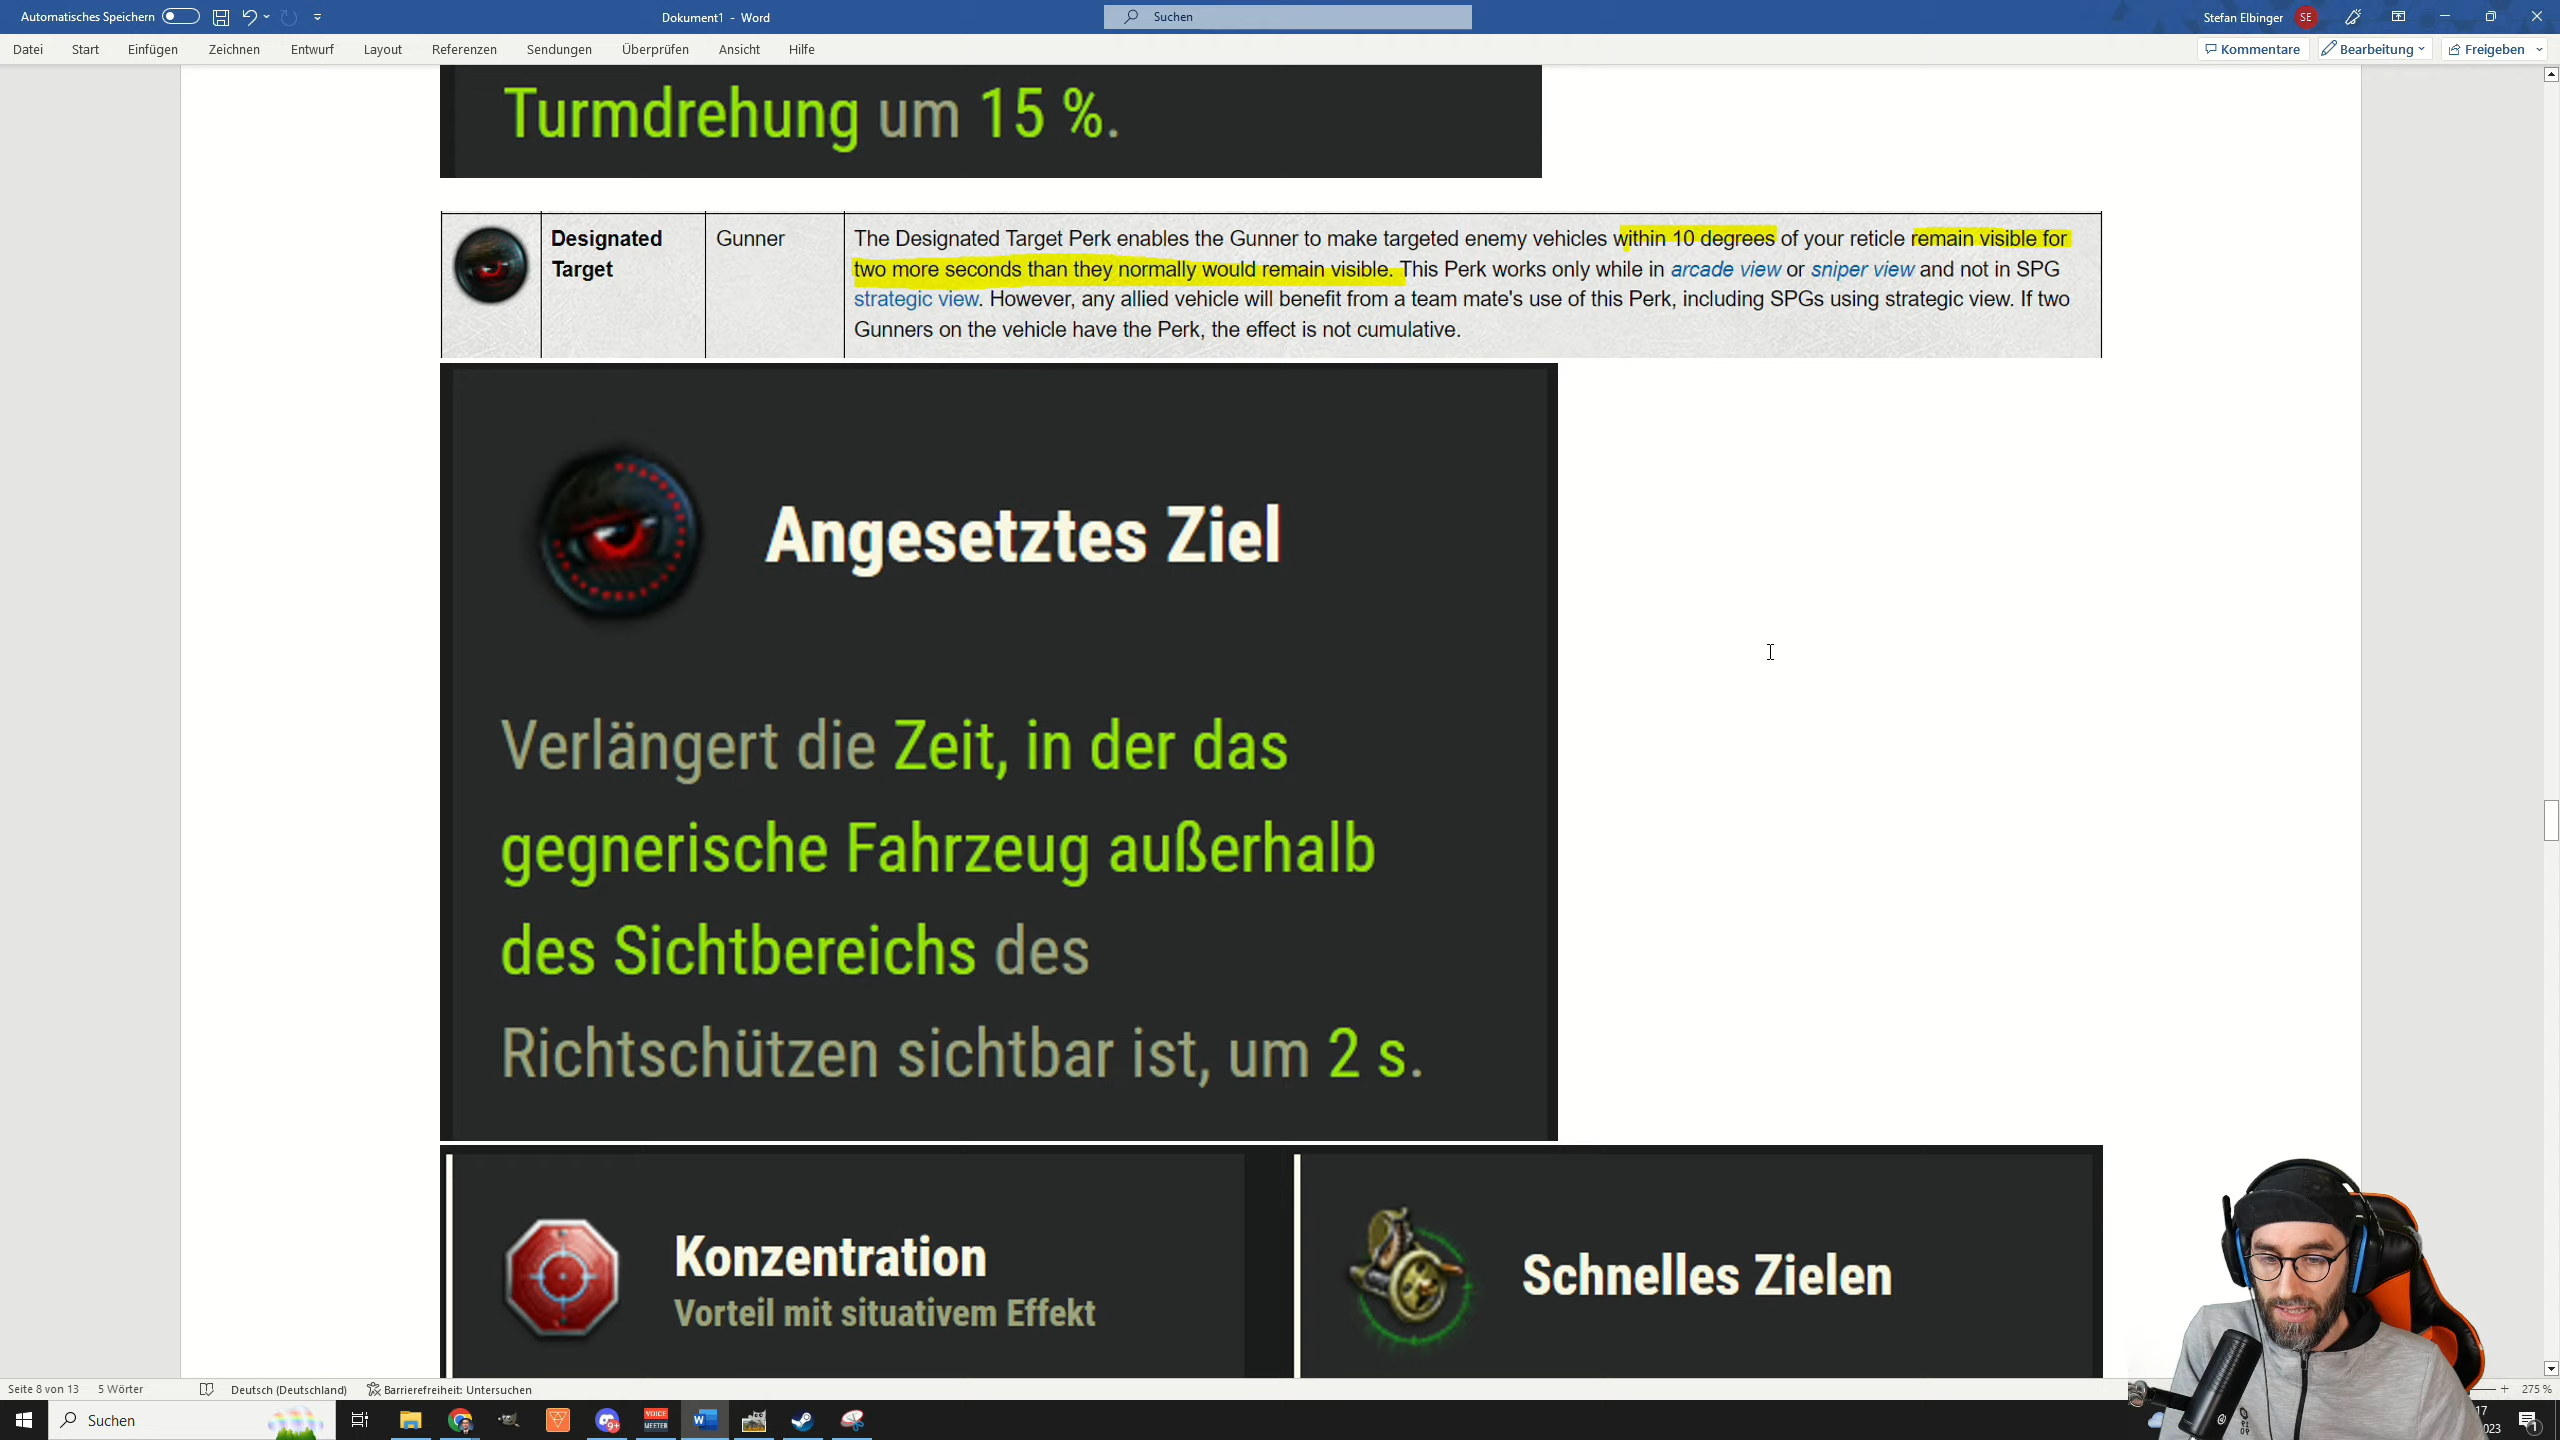 Automatisches Speichern
Dokument1 - Word
Suchen
Stefan Elbinger
SE
Datei Start Einfügen Zeichnen Entwurf Layout Referenzen Sendungen Überprüfen Ansicht Hilfe
Kommentare Bearbeitung Freigeben
Turmdrehung um 15 %.
Designated
Target
Gunner
The Designated Target Perk enables the Gunner to make targeted enemy vehicles within 10 degrees of your reticle remain visible for
two more seconds than they normally would remain visible. This Perk works only while in arcade view or sniper view and not in SPG
strategic view. However, any allied vehicle will benefit from a team mate's use of this Perk, including SPGs using strategic view. If two
Gunners on the vehicle have the Perk, the effect is not cumulative.
Angesetztes Ziel
Verlängert die Zeit, in der das
gegnerische Fahrzeug außerhalb
des Sichtbereichs des
Richtschützen sichtbar ist, um 2 s.
Konzentration
Vorteil mit situativem Effekt
Schnelles Zielen
Seite 8 von 13 5 Wörter Deutsch (Deutschland) Barrierefreiheit: Untersuchen
275 %
Suchen
9+
VOICE
MEETER
17
023
1